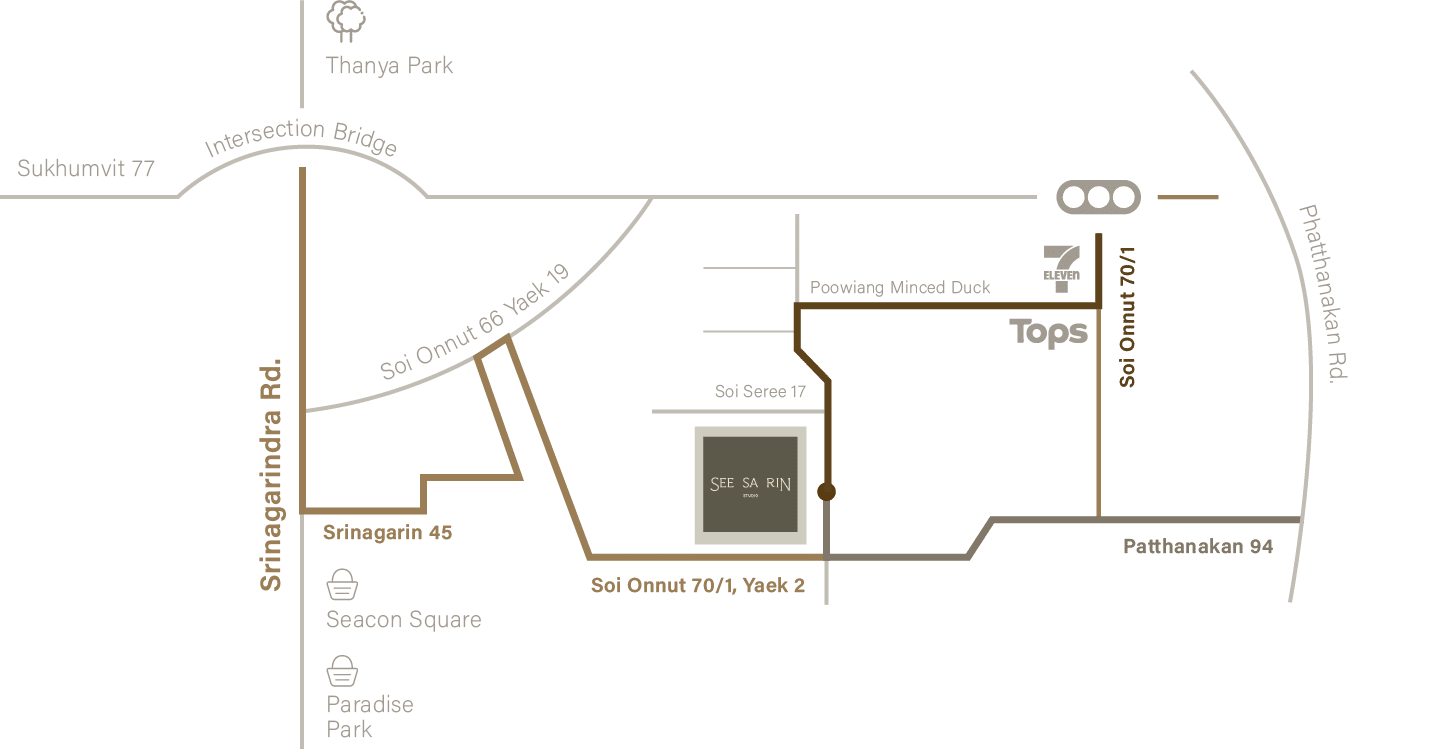 Thanya Park
Intersection Bridge
Sukhumvit 77
Phatthanakan Rd.
7
ELEVEN
Soi Onnut 70/1
Soi Onnut 66 Yaek 19
Poowiang Minced Duck
Tops
Srinagarindra Rd.
Soi Seree 17
SEE SA RIN
STUDIO
Srinagarin 45
Patthanakan 94
Soi Onnut 70/1, Yaek 2
Seacon Square
Paradise
Park